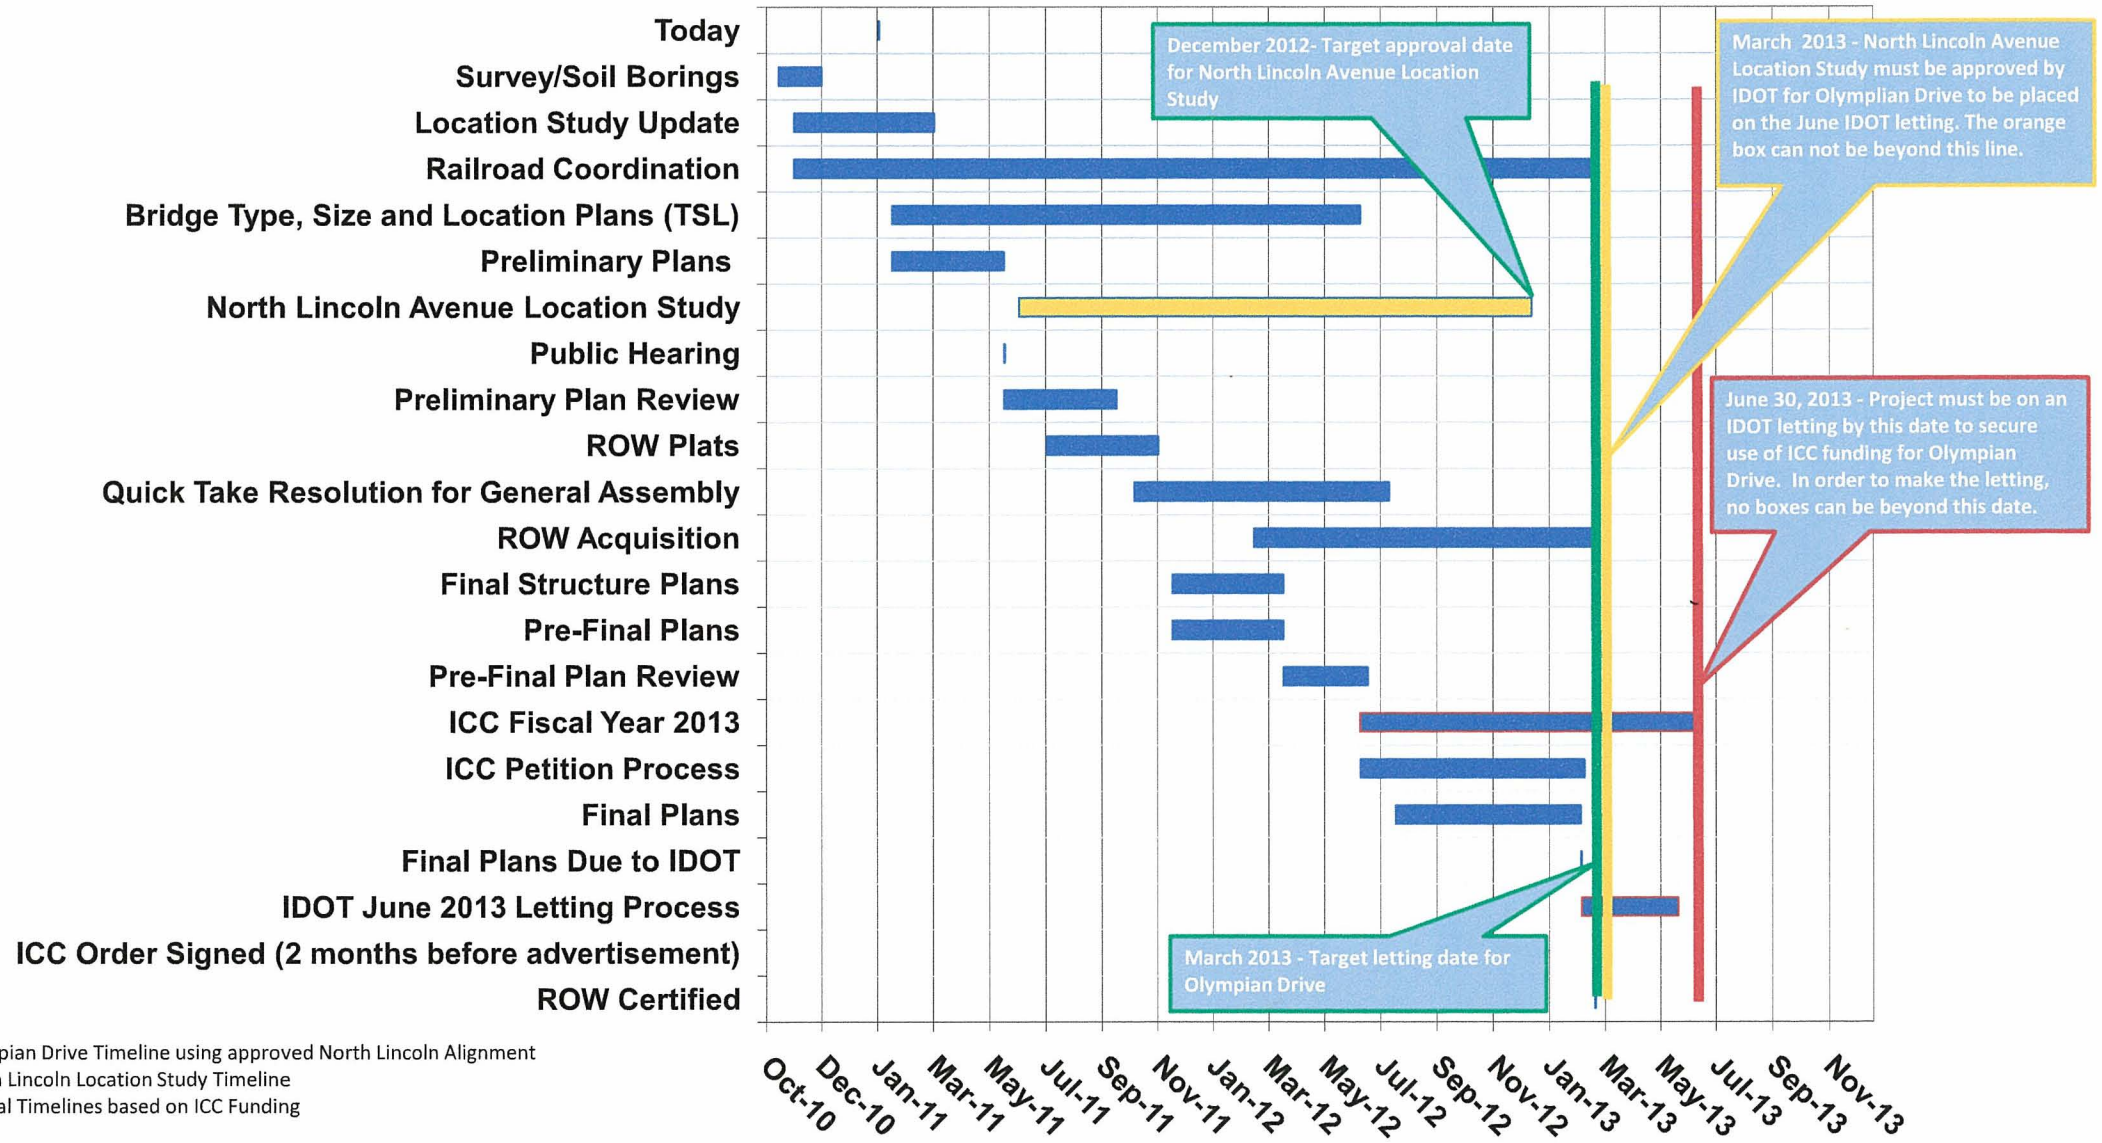 Today
Survey/Soil Borings
Location Study Update
Railroad Coordination
Bridge Type, Size and Location Plans (TSL)
Preliminary Plans
North Lincoln Avenue Location Study
Public Hearing
Preliminary Plan Review
ROW Plats
Quick Take Resolution for General Assembly
ROW Acquisition
Final Structure Plans
Pre-Final Plans
Pre-Final Plan Review
ICC Fiscal Year 2013
ICC Petition Process
Final Plans
Final Plans Due to IDOT
IDOT June 2013 Letting Process
ICC Order Signed (2 months before advertisement)
ROW Certified
December 2012- Target approval date
for North Lincoln Avenue Location
Study
March 2013 - North Lincoln Avenue
Location Study must be approved by
IDOT for Olymplian Drive to be placed
on the June IDOT letting. The orange
box can not be beyond this line.
June 30, 2013 - Project must be on an
IDOT letting by this date to secure
use of ICC funding for Olympian
Drive. In order to make the letting,
no boxes can be beyond this date.
March 2013 - Target letting date for
Olympian Drive
Oct-10
Dec-10
Jan-11
Mar-11
May-11
Jul-11
Sep-11
Nov-11
Jan-12
Mar-12
May-12
Jul-12
Sep-12
Nov-12
Jan-13
Mar-13
May-13
Jul-13
Sep-13
Nov-13
pian Drive Timeline using approved North Lincoln Alignment
Lincoln Location Study Timeline
al Timelines based on ICC Funding